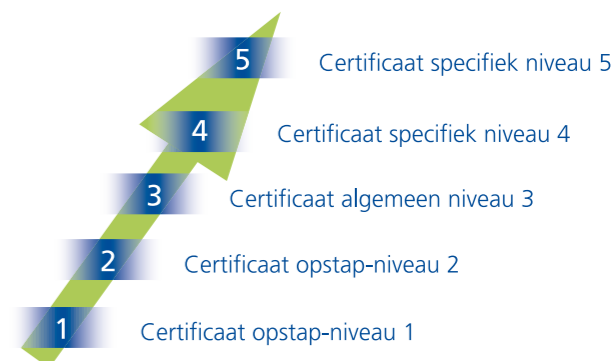 5 Certificaat specifiek niveau 5
4 Certificaat specifiek niveau 4
3 Certificaat algemeen niveau 3
2 Certificaat opstap-niveau 2
1 Certificaat opstap-niveau 1